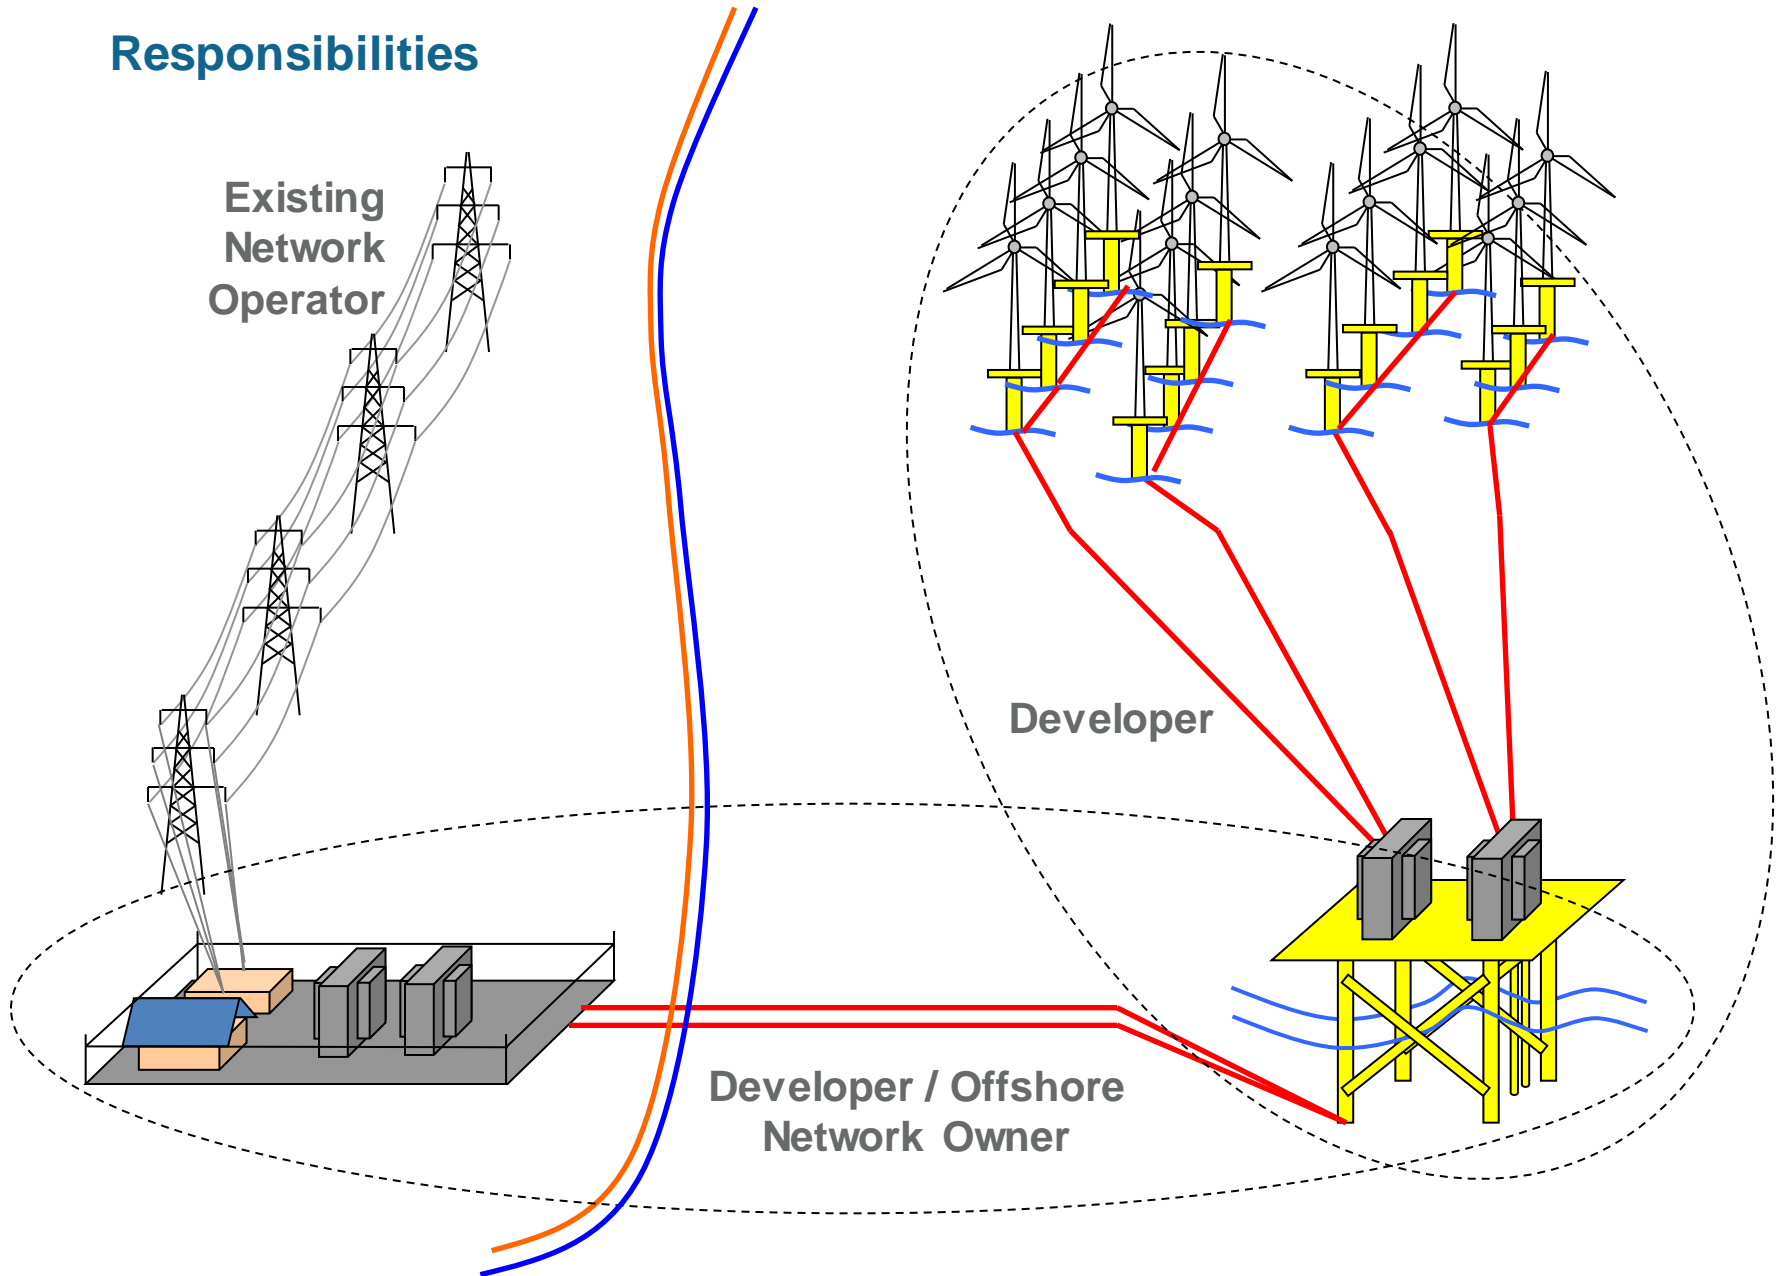 Responsibilities
Existing
Network
Operator
Developer
Developer / Offshore
Network Owner